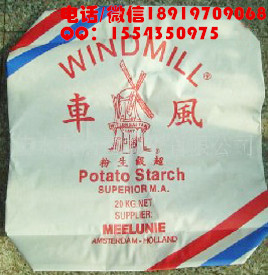 电话/微信18919709068
QQ：1554350975
WINDMILL®
車 風
粉生級超
Potato Starch
SUPERIOR M.A.
20 KG NET
SUPPLIER:
MEELUNIE
AMSTERDAM - HOLLAND